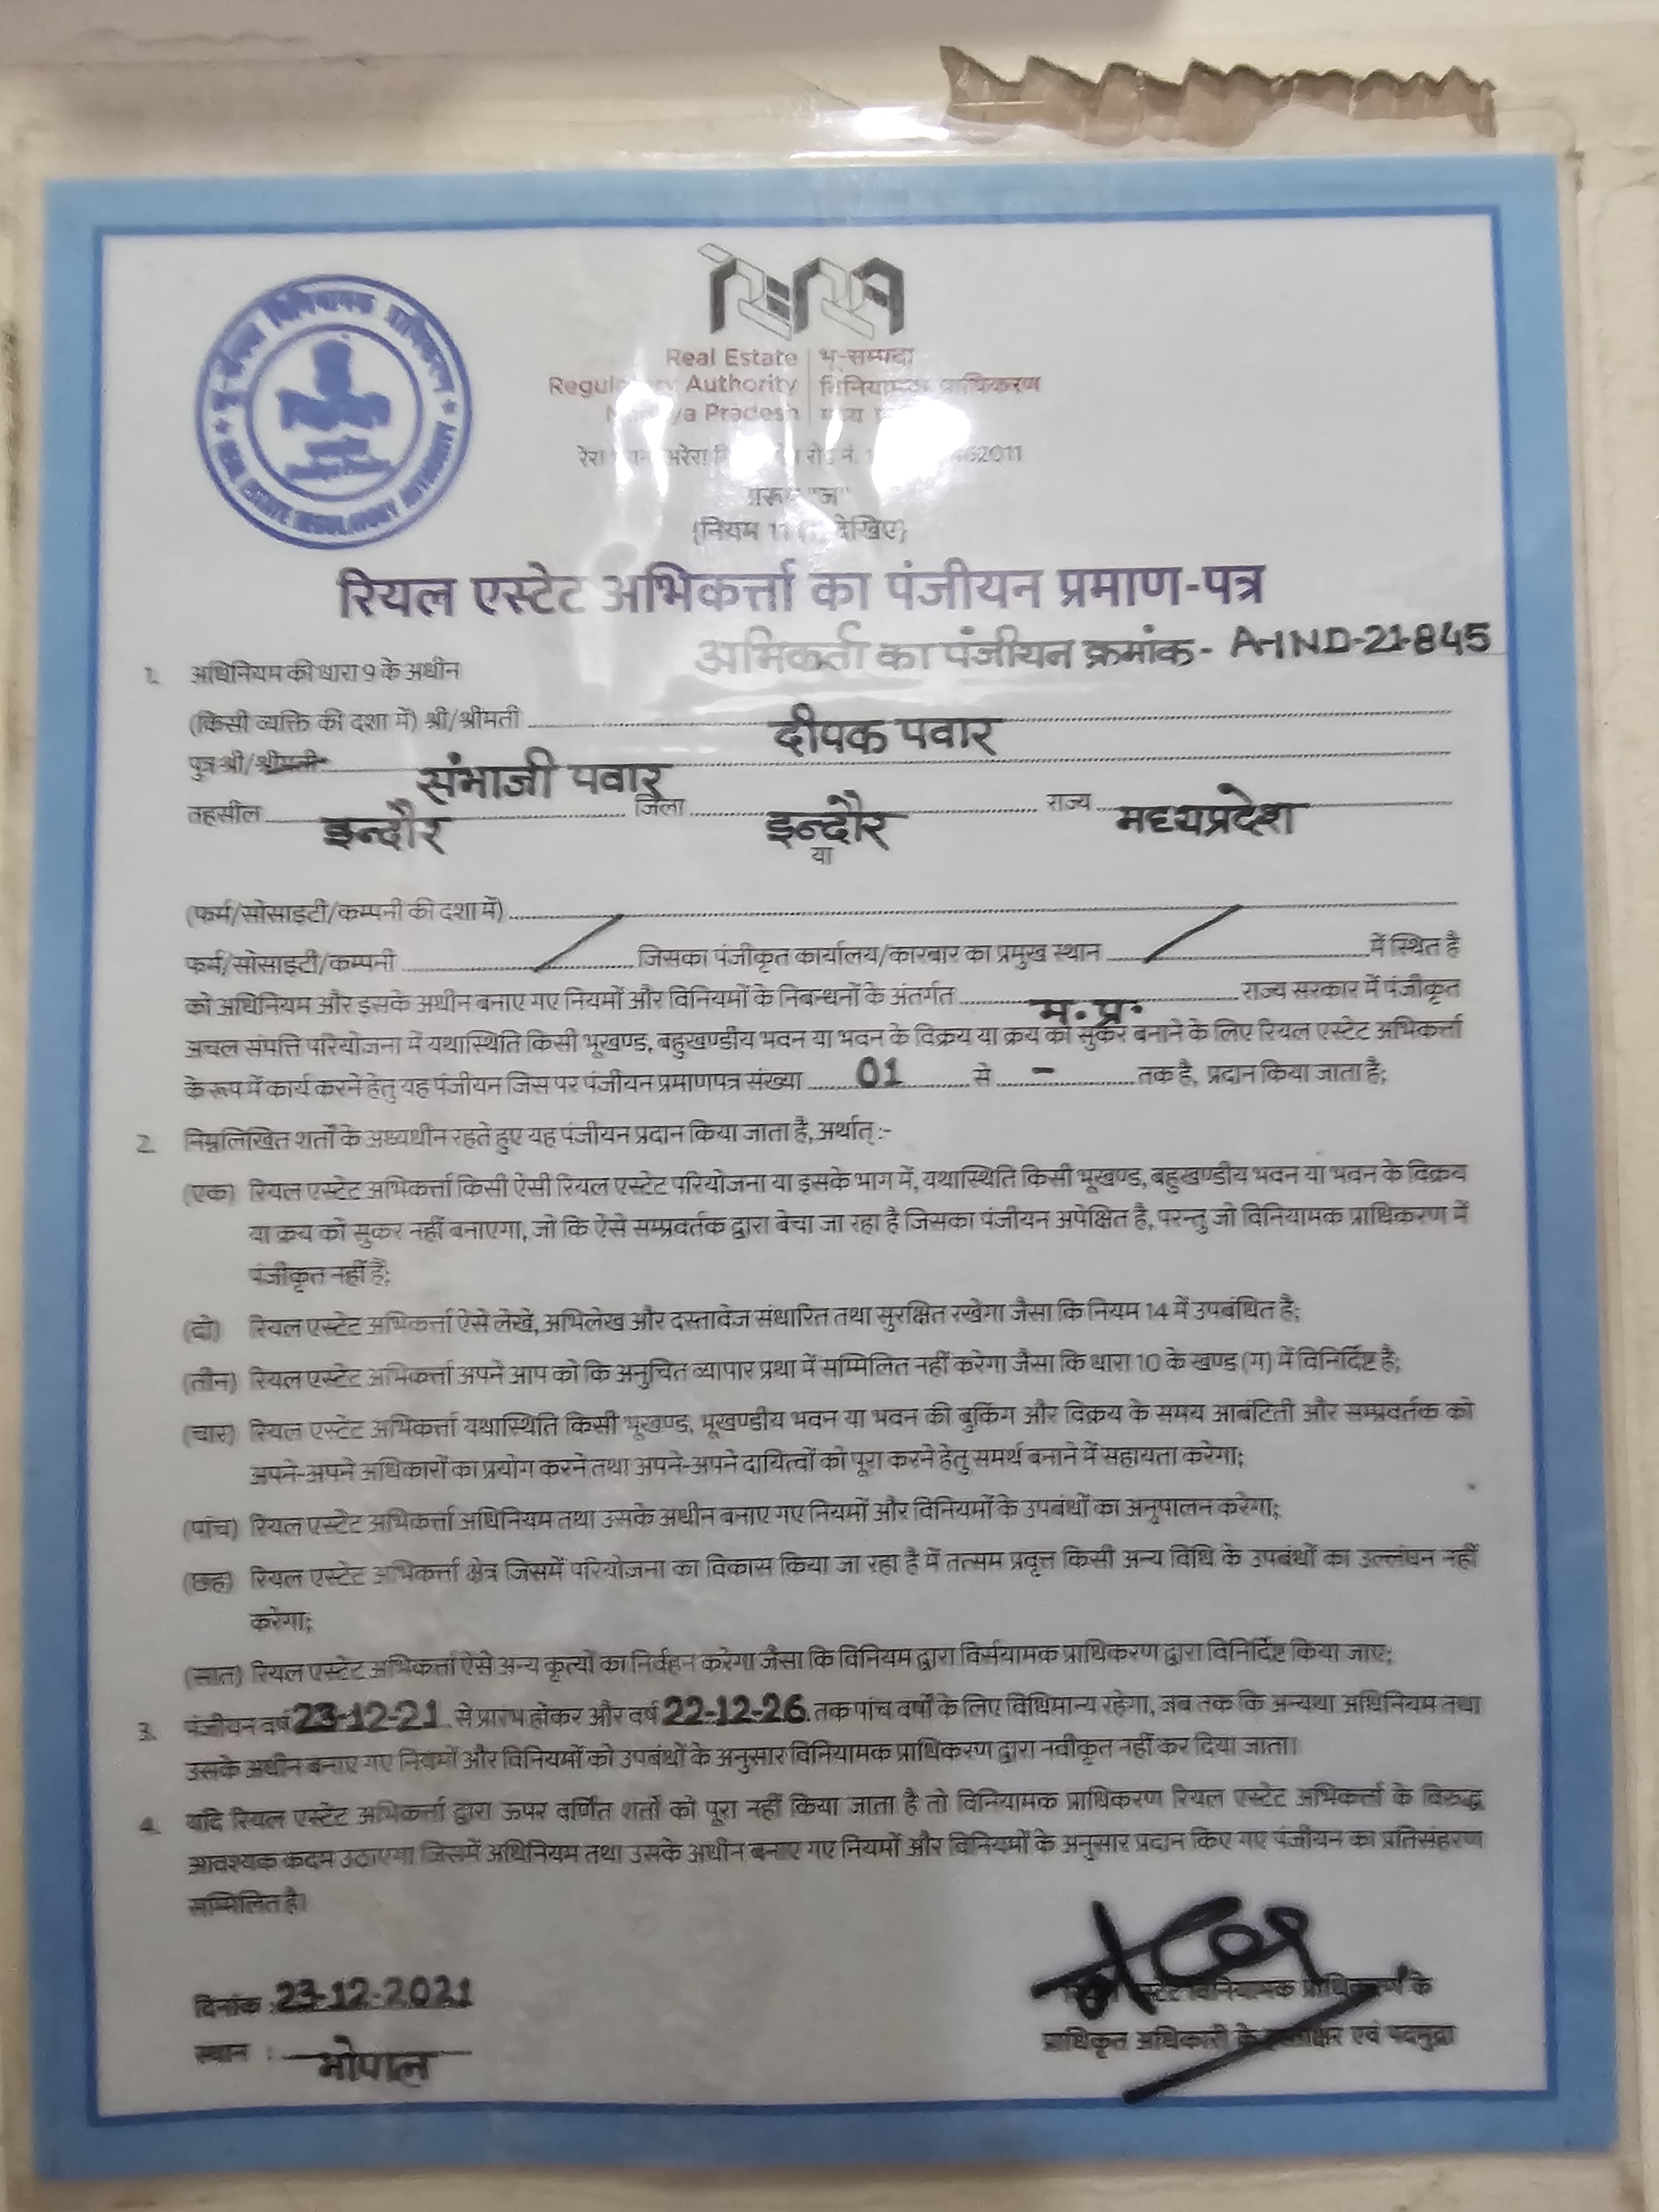 भू-संपदा विनियामक प्राधिकरण
REAL ESTATE REGULATORY AUTHORITY
रेरा
Real Estate | भू-सम्पदा
Regulatory Authority | विनियामक प्राधिकरण
Pradesh | मध्य
रेरा रोड नं.
प्ररूप "ज"
(नियम देखिए)
रियल एस्टेट अभिकर्त्ता का पंजीयन प्रमाण-पत्र
अभिकर्ता का पंजीयन क्रमांक- A-IND-21-845
1. अधिनियम की धारा 9 के अधीन
(किसी व्यक्ति की दशा में) श्री/श्रीमती दीपक पवार
पुत्र श्री/श्रीमती संभाजी पवार
तहसील इन्दौर जिला इन्दौर राज्य मध्यप्रदेश
या
(फर्म/सोसाइटी/कम्पनी की दशा में)
फर्म/सोसाइटी/कम्पनी जिसका पंजीकृत कार्यालय/कारबार का प्रमुख स्थान में स्थित है
को अधिनियम और इसके अधीन बनाए गए नियमों और विनियमों के निबन्धनों के अंतर्गत म.प्र. राज्य सरकार में पंजीकृत
अचल संपत्ति परियोजना में यथास्थिति किसी भूखण्ड, बहुखण्डीय भवन या भवन के विक्रय या क्रय को सुकर बनाने के लिए रियल एस्टेट अभिकर्त्ता
के रूप में कार्य करने हेतु यह पंजीयन जिस पर पंजीयन प्रमाणपत्र संख्या 01 से - तक है, प्रदान किया जाता है;
2. निम्नलिखित शर्तों के अध्यधीन रहते हुए यह पंजीयन प्रदान किया जाता है, अर्थात् :-
(एक) रियल एस्टेट अभिकर्त्ता किसी ऐसी रियल एस्टेट परियोजना या इसके भाग में, यथास्थिति किसी भूखण्ड, बहुखण्डीय भवन या भवन के विक्रय
या क्रय को सुकर नहीं बनाएगा, जो कि ऐसे सम्प्रवर्तक द्वारा बेचा जा रहा है जिसका पंजीयन अपेक्षित है, परन्तु जो विनियामक प्राधिकरण में
पंजीकृत नहीं है;
(दो) रियल एस्टेट अभिकर्त्ता ऐसे लेखे, अभिलेख और दस्तावेज संधारित तथा सुरक्षित रखेगा जैसा कि नियम 14 में उपबंधित है;
(तीन) रियल एस्टेट अभिकर्त्ता अपने आप को कि अनुचित व्यापार प्रथा में सम्मिलित नहीं करेगा जैसा कि धारा 10 के खण्ड (ग) में विनिर्दिष्ट है;
(चार) रियल एस्टेट अभिकर्त्ता यथास्थिति किसी भूखण्ड, भूखण्डीय भवन या भवन की बुकिंग और विक्रय के समय आबंटिती और सम्प्रवर्तक को
अपने-अपने अधिकारों का प्रयोग करने तथा अपने-अपने दायित्वों को पूरा करने हेतु समर्थ बनाने में सहायता करेगा;
(पांच) रियल एस्टेट अभिकर्त्ता अधिनियम तथा उसके अधीन बनाए गए नियमों और विनियमों के उपबंधों का अनुपालन करेगा;
(छह) रियल एस्टेट अभिकर्त्ता क्षेत्र जिसमें परियोजना का विकास किया जा रहा है में तत्सम प्रवृत्त किसी अन्य विधि के उपबंधों का उल्लंघन नहीं
करेगा;
(सात) रियल एस्टेट अभिकर्त्ता ऐसे अन्य कृत्यों का निर्वहन करेगा जैसा कि विनियम द्वारा विर्सयामक प्राधिकरण द्वारा विनिर्दिष्ट किया जाए;
3. पंजीयन वर्ष 23-12-21 से प्रारंभ होकर और वर्ष 22-12-26 तक पांच वर्षों के लिए विधिमान्य रहेगा, जब तक कि अन्यथा अधिनियम तथा
उसके अधीन बनाए गए नियमों और विनियमों को उपबंधों के अनुसार विनियामक प्राधिकरण द्वारा नवीकृत नहीं कर दिया जाता।
4. यदि रियल एस्टेट अभिकर्त्ता द्वारा ऊपर वर्णित शर्तों को पूरा नहीं किया जाता है तो विनियामक प्राधिकरण रियल एस्टेट अभिकर्त्ता के विरुद्ध
आवश्यक कदम उठाएगा जिसमें अधिनियम तथा उसके अधीन बनाए गए नियमों और विनियमों के अनुसार प्रदान किए गए पंजीयन का प्रतिसंहरण
सम्मिलित है।
दिनांक : 23-12-2021
स्थान : भोपाल
एस्टेट विनियामक प्राधिकरण के
प्राधिकृत अधिकारी के हस्ताक्षर एवं पदमुद्रा